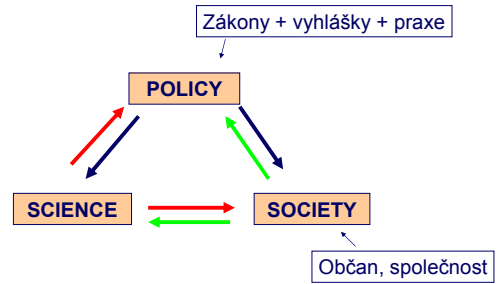 Zákony + vyhlášky + praxe
POLICY
SCIENCE
SOCIETY
Občan, společnost